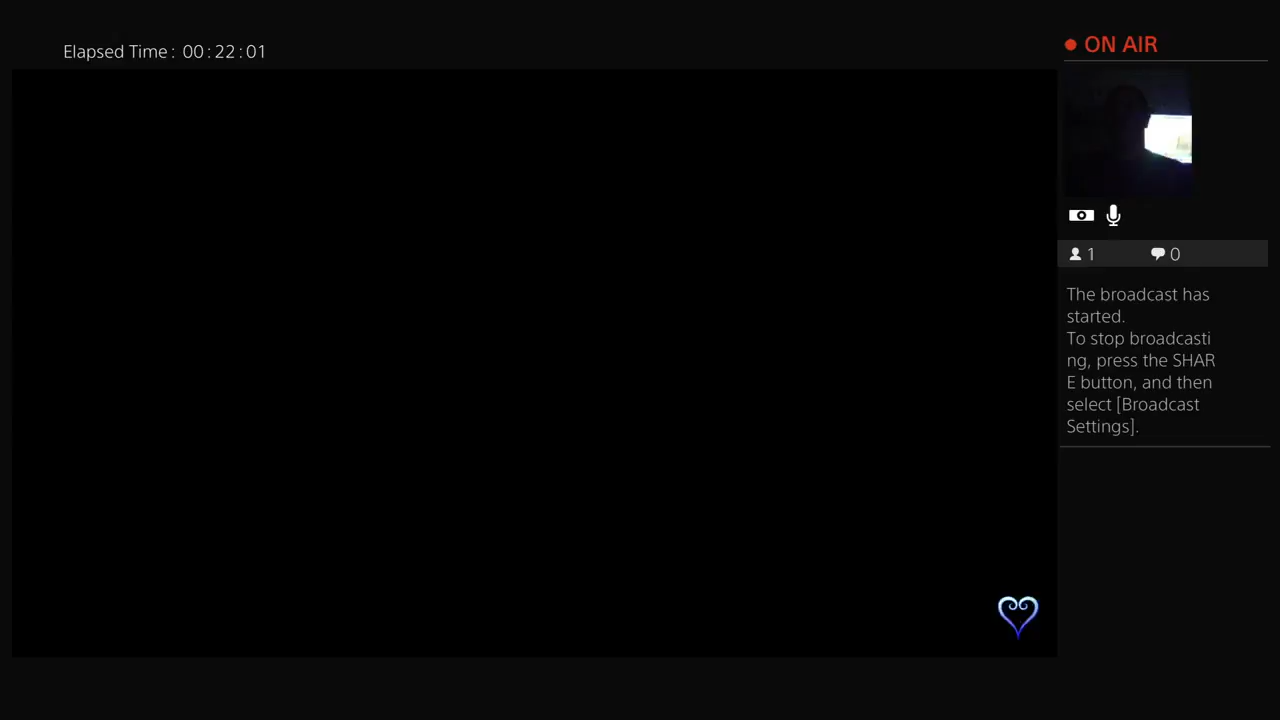 Elapsed Time: 00:22:01
ON AIR
1
0
The broadcast has
started.
To stop broadcasti
ng, press the SHAR
E button, and then
select [Broadcast
Settings].